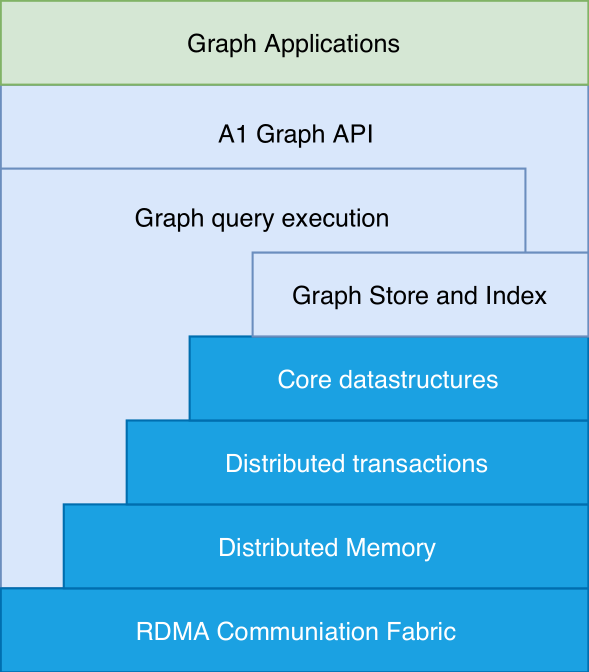 Graph Applications
A1 Graph API
Graph query execution
Graph Store and Index
Core datastructures
Distributed transactions
Distributed Memory
RDMA Communiation Fabric